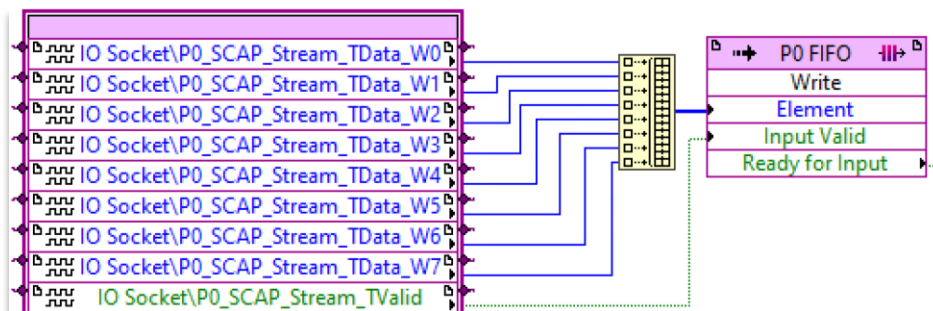 IO Socket\P0_SCAP_Stream_TData_W0
IO Socket\P0_SCAP_Stream_TData_W1
IO Socket\P0_SCAP_Stream_TData_W2
IO Socket\P0_SCAP_Stream_TData_W3
IO Socket\P0_SCAP_Stream_TData_W4
IO Socket\P0_SCAP_Stream_TData_W5
IO Socket\P0_SCAP_Stream_TData_W6
IO Socket\P0_SCAP_Stream_TData_W7
IO Socket\P0_SCAP_Stream_TValid
P0 FIFO
Write
Element
Input Valid
Ready for Input